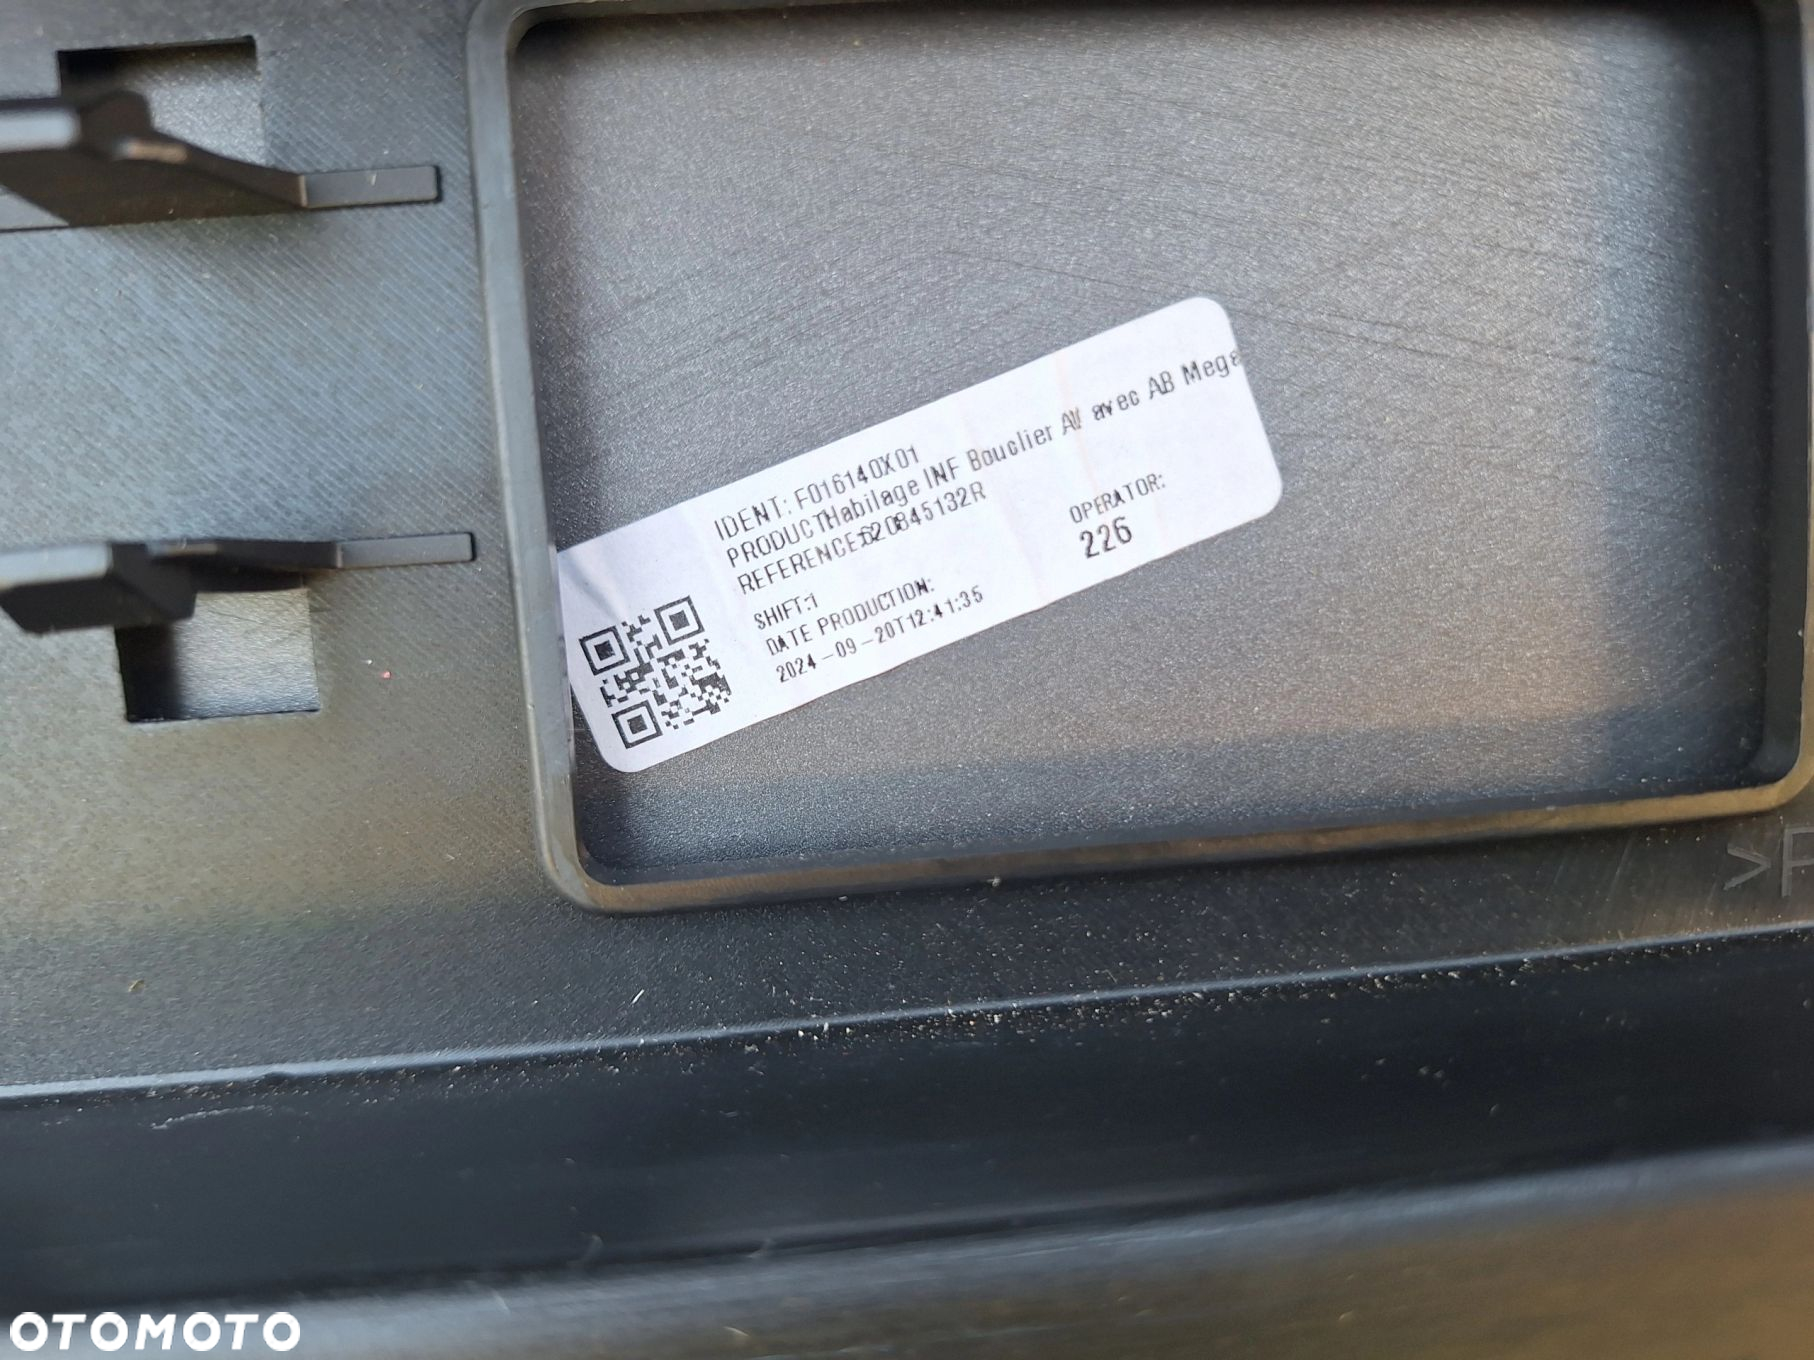 IDENT: F016140X01
PRODUCT:Habilage INF Bouclier AV avec AB Mega
REFERENCE:620845132R
SHIFT:1
DATE PRODUCTION:
2024-09-20T12:41:35
OPERATOR:
226
>P
OTOMOTO